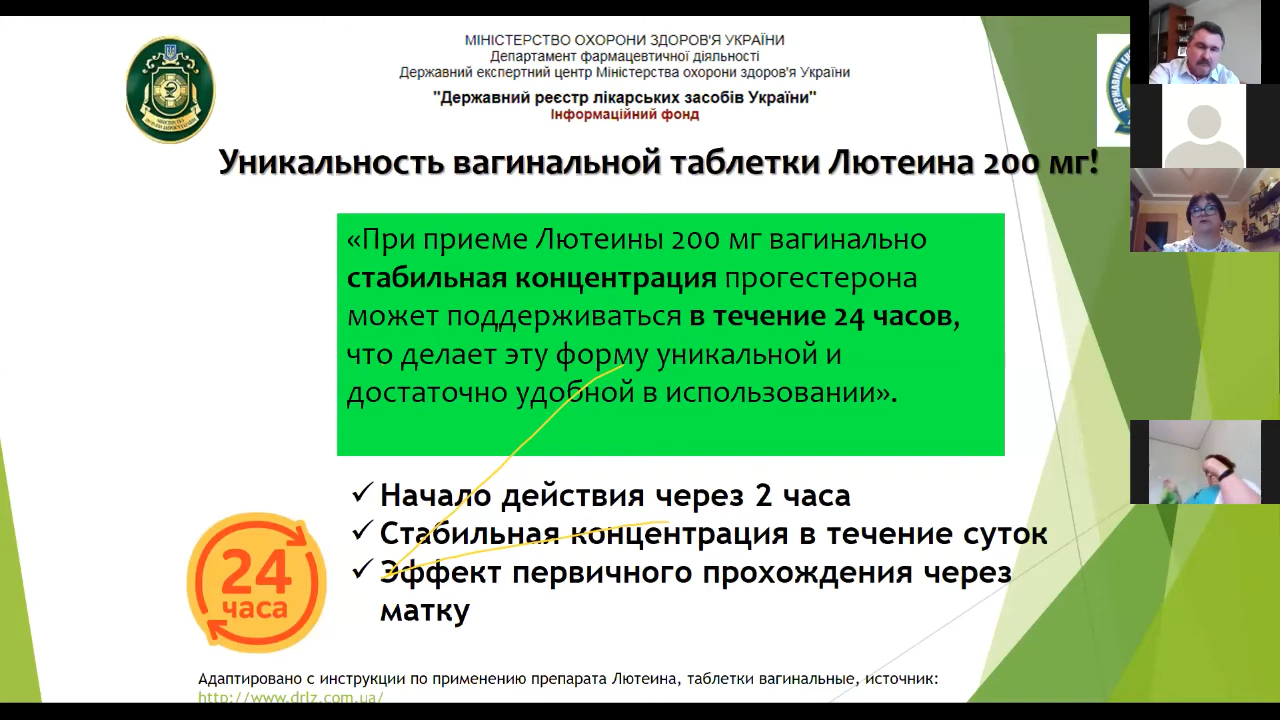 МІНІСТЕРСТВО ОХОРОНИ ЗДОРОВ'Я УКРАЇНИ
Департамент фармацевтичної діяльності
Державний експертний центр Міністерства охорони здоров'я України
"Державний реєстр лікарських засобів України"
Інформаційний фонд
Уникальность вагинальной таблетки Лютеина 200 мг!
«При приеме Лютеины 200 мг вагинально
стабильная концентрация прогестерона
может поддерживаться в течение 24 часов,
что делает эту форму уникальной и
достаточно удобной в использовании».
✓ Начало действия через 2 часа
✓ Стабильная концентрация в течение суток
✓ Эффект первичного прохождения через
матку
24
часа
Адаптировано с инструкции по применению препарата Лютеина, таблетки вагинальные, источник:
http://www.drlz.com.ua/